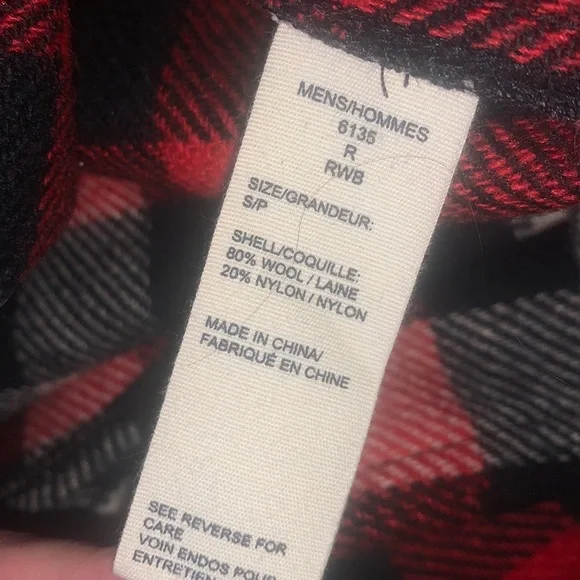 MENS/HOMMES
6135
R
RWB
SIZE/GRANDEUR:
S/P
SHELL/COQUILLE:
80% WOOL / LAINE
20% NYLON / NYLON
MADE IN CHINA/
FABRIQUÉ EN CHINE
SEE REVERSE FOR
CARE
VOIN ENDOS POUR
ENTRETIEN